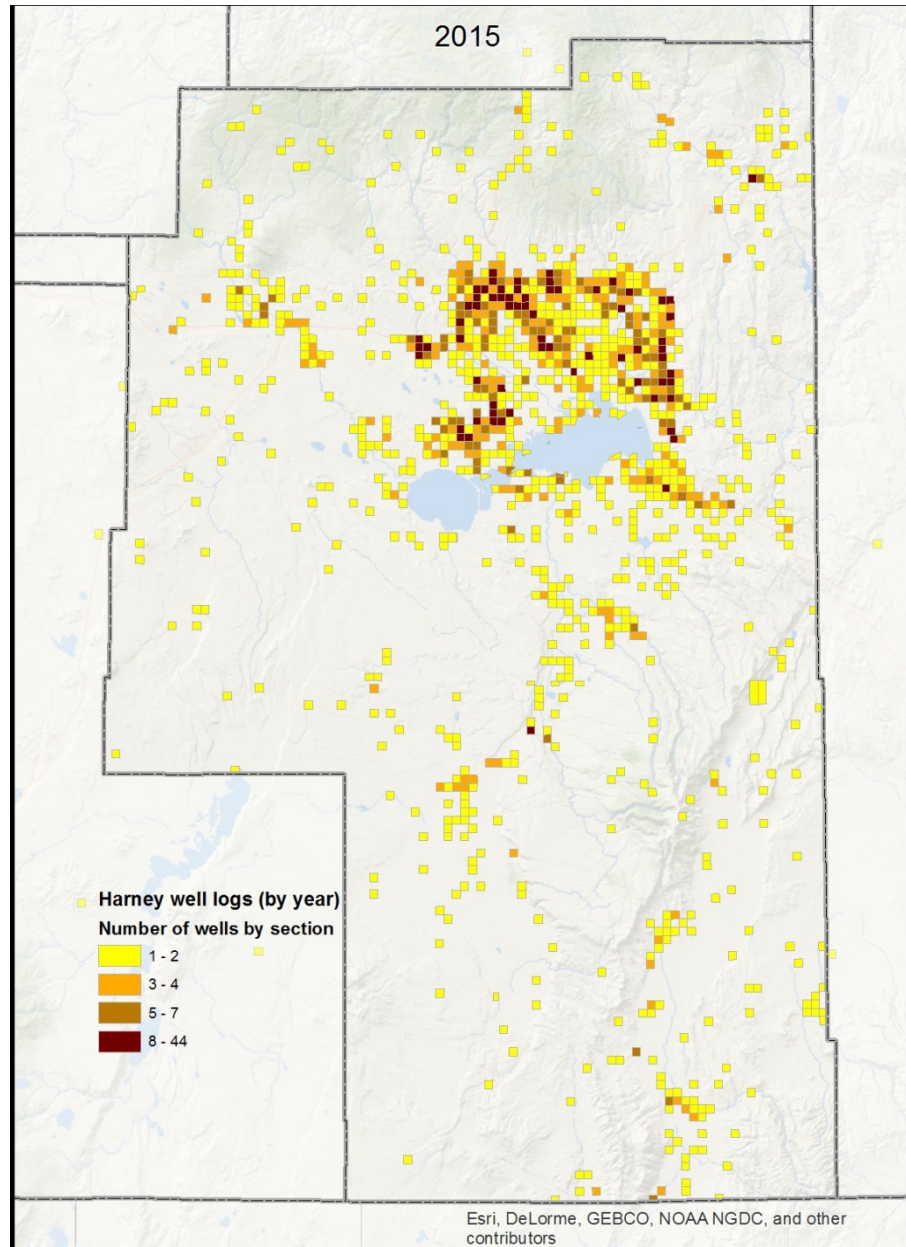 2015
Harney well logs (by year)
Number of wells by section
1 - 2
3 - 4
5 - 7
8 - 44
Esri, DeLorme, GEBCO, NOAA NGDC, and other
contributors